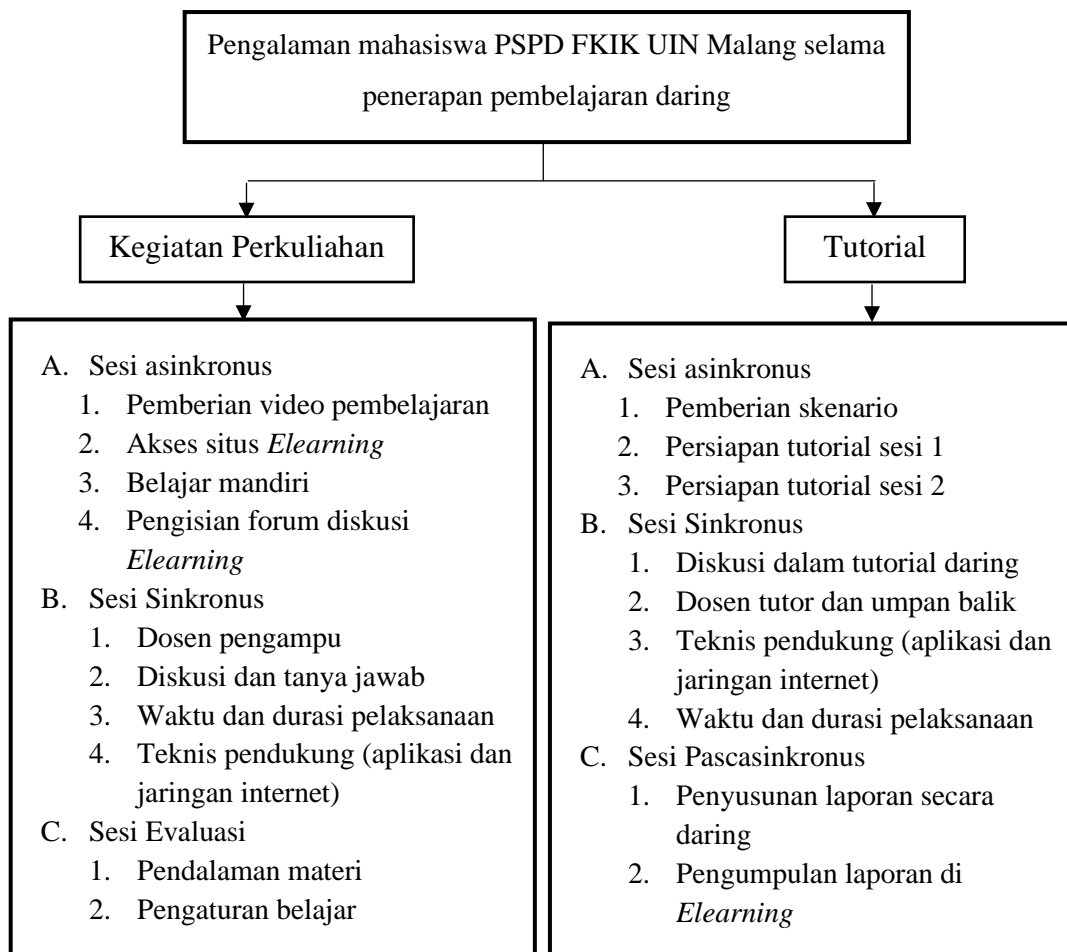 Pengalaman mahasiswa PSPD FKIK UIN Malang selama
penerapan pembelajaran daring
Kegiatan Perkuliahan
Tutorial
A. Sesi asinkronus
1. Pemberian video pembelajaran
2. Akses situs Elearning
3. Belajar mandiri
4. Pengisian forum diskusi
Elearning
B. Sesi Sinkronus
1. Dosen pengampu
2. Diskusi dan tanya jawab
3. Waktu dan durasi pelaksanaan
4. Teknis pendukung (aplikasi dan
jaringan internet)
C. Sesi Evaluasi
1. Pendalaman materi
2. Pengaturan belajar
A. Sesi asinkronus
1. Pemberian skenario
2. Persiapan tutorial sesi 1
3. Persiapan tutorial sesi 2
B. Sesi Sinkronus
1. Diskusi dalam tutorial daring
2. Dosen tutor dan umpan balik
3. Teknis pendukung (aplikasi dan
jaringan internet)
4. Waktu dan durasi pelaksanaan
C. Sesi Pascasinkronus
1. Penyusunan laporan secara
daring
2. Pengumpulan laporan di
Elearning